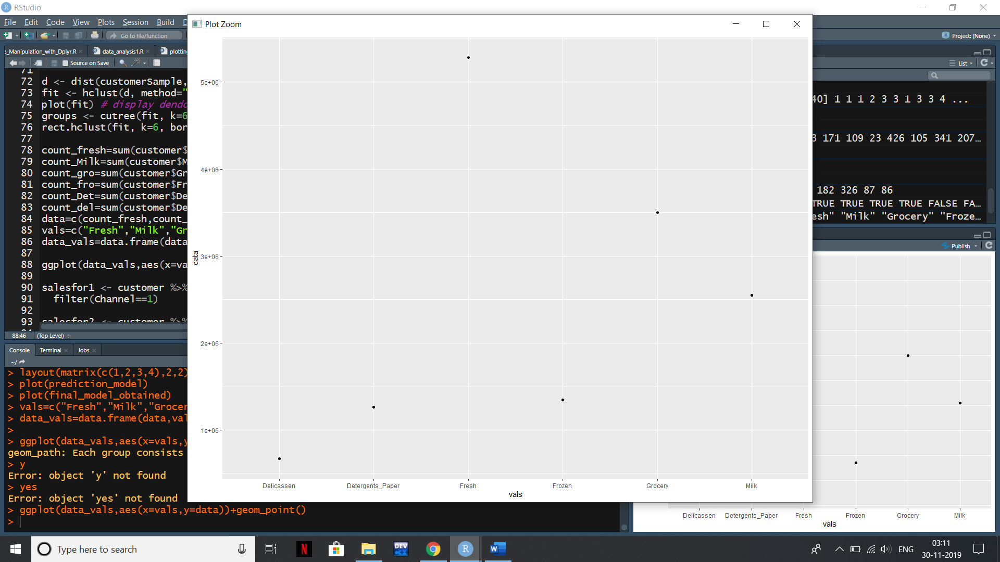 RStudio
File Edit Code View Plots Session Build
Go to file/function
Project: (None)
a_Manipulation_with_Dplyr.R
data_analysis1.R
plotting
Source on Save
71
72 d <- dist(customerSample,
73 fit <- hclust(d, method="
74 plot(fit) # display dendo
75 groups <- cutree(fit, k=6
76 rect.hclust(fit, k=6, bor
77
78 count_fresh=sum(customer$
79 count_Milk=sum(customer$M
80 count_gro=sum(customer$Gr
81 count_fro=sum(customer$Fr
82 count_Det=sum(customer$De
83 count_del=sum(customer$De
84 data=c(count_fresh,count_
85 vals=c("Fresh","Milk","Gr
86 data_vals=data.frame(data
87
88 ggplot(data_vals,aes(x=va
89
90 salesfor1 <- customer %>%
91 filter(Channel==1)
92
93 salesfor2 <- customer %>%
88:46 (Top Level)
Console Terminal Jobs
~/
> layout(matrix(c(1,2,3,4),2,2)
> plot(prediction_model)
> plot(final_model_obtained)
> vals=c("Fresh","Milk","Grocer
> data_vals=data.frame(data,val
>
> ggplot(data_vals,aes(x=vals,y
geom_path: Each group consists
> y
Error: object 'y' not found
> yes
Error: object 'yes' not found
> ggplot(data_vals,aes(x=vals,y=data))+geom_point()
>
Plot Zoom
5e+06
4e+06
3e+06
2e+06
1e+06
data
Delicassen Detergents_Paper Fresh Frozen Grocery Milk
vals
List
40] 1 1 1 2 3 3 1 3 3 4 ...
3 171 109 23 426 105 341 207...
182 326 87 86
TRUE TRUE TRUE TRUE FALSE FA...
esh" "Milk" "Grocery" "Froze...
Publish
Delicassen Detergents_Paper Fresh Frozen Grocery Milk
vals
Type here to search
N
DEV C++
R
W
ENG
03:11
30-11-2019